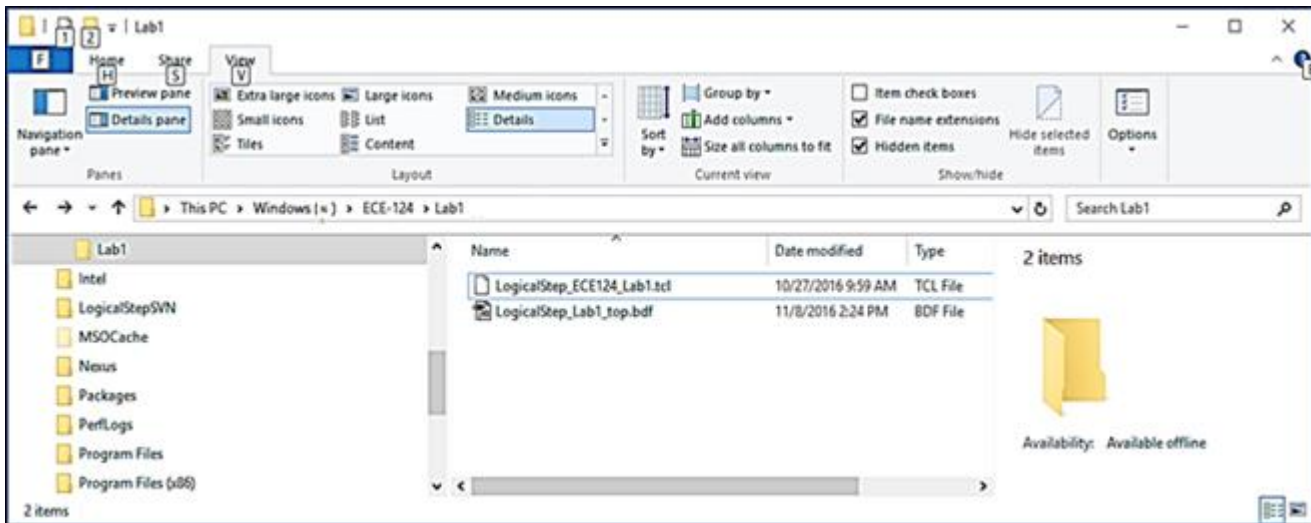 Lab1
1 2
F Home Share View
H S V
Preview pane
Details pane
Navigation pane
Panes
Extra large icons Large icons Medium icons
Small icons List Details
Tiles Content
Layout
Sort by
Group by
Add columns
Size all columns to fit
Current view
Item check boxes
File name extensions
Hidden items
Hide selected items
Show/hide
Options
This PC Windows ECE-124 Lab1
Search Lab1
Lab1
Intel
LogicalStepSVN
MSOCache
Nexus
Packages
PerfLogs
Program Files
Program Files (x86)
Name Date modified Type
LogicalStep_ECE124_Lab1.tcl 10/27/2016 9:59 AM TCL File
LogicalStep_Lab1_top.bdf 11/8/2016 2:24 PM BDF File
2 items
Availability: Available offline
2 items